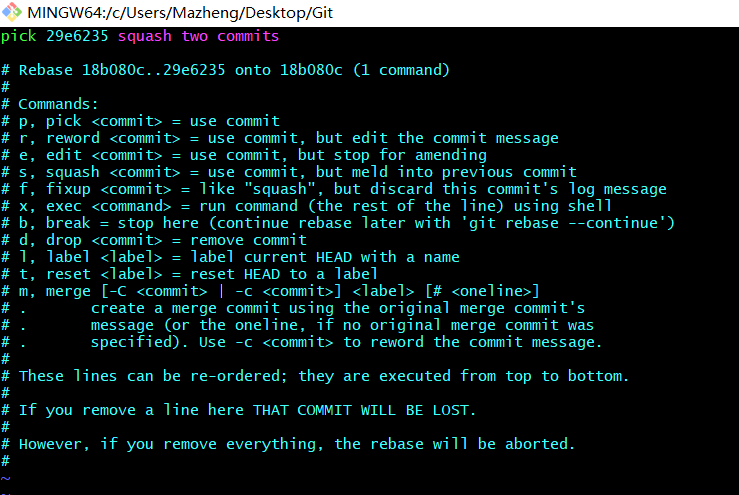 MINGW64:/c/Users/Mazheng/Desktop/Git
pick 29e6235 squash two commits
# Rebase 18b080c..29e6235 onto 18b080c (1 command)
#
# Commands:
# p, pick <commit> = use commit
# r, reword <commit> = use commit, but edit the commit message
# e, edit <commit> = use commit, but stop for amending
# s, squash <commit> = use commit, but meld into previous commit
# f, fixup <commit> = like "squash", but discard this commit's log message
# x, exec <command> = run command (the rest of the line) using shell
# b, break = stop here (continue rebase later with 'git rebase --continue')
# d, drop <commit> = remove commit
# l, label <label> = label current HEAD with a name
# t, reset <label> = reset HEAD to a label
# m, merge [-C <commit> | -c <commit>] <label> [# <oneline>]
# .       create a merge commit using the original merge commit's
# .       message (or the oneline, if no original merge commit was
# .       specified). Use -c <commit> to reword the commit message.
#
# These lines can be re-ordered; they are executed from top to bottom.
#
# If you remove a line here THAT COMMIT WILL BE LOST.
#
# However, if you remove everything, the rebase will be aborted.
#
~
~